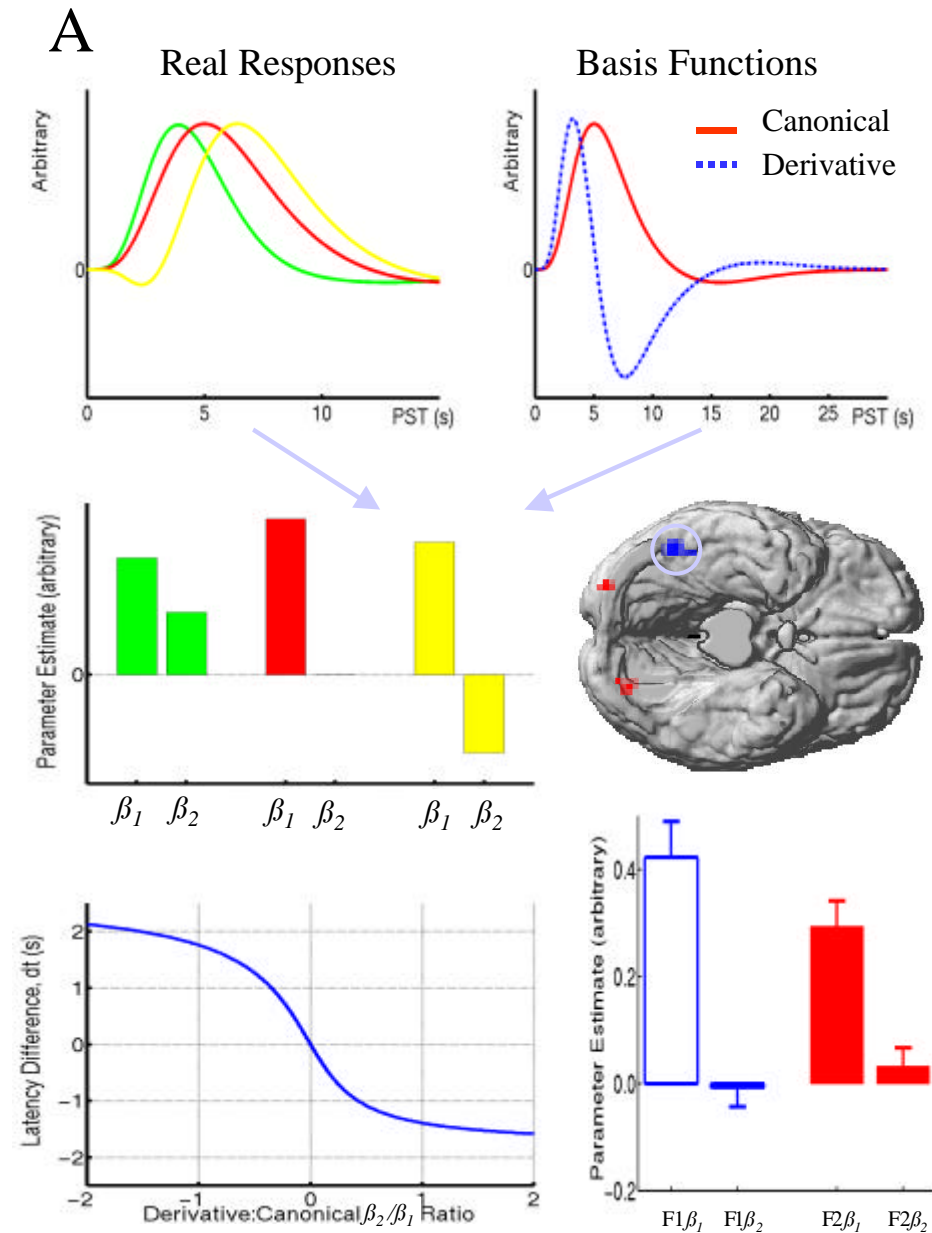 A
Real Responses
Basis Functions
Arbitrary
0
0 5 10 PST (s)
Arbitrary
0
Canonical
Derivative
0 5 10 15 20 25 PST (s)
Parameter Estimate (arbitrary)
0
β1 β2 β1 β2 β1 β2
Latency Difference, dt (s)
2
1
0
−1
−2
−2 −1 0 1 2
Derivative:Canonical β2/β1 Ratio
Parameter Estimate (arbitrary)
0.4
0.2
0.0
−0.2
F1β1 F1β2 F2β1 F2β2